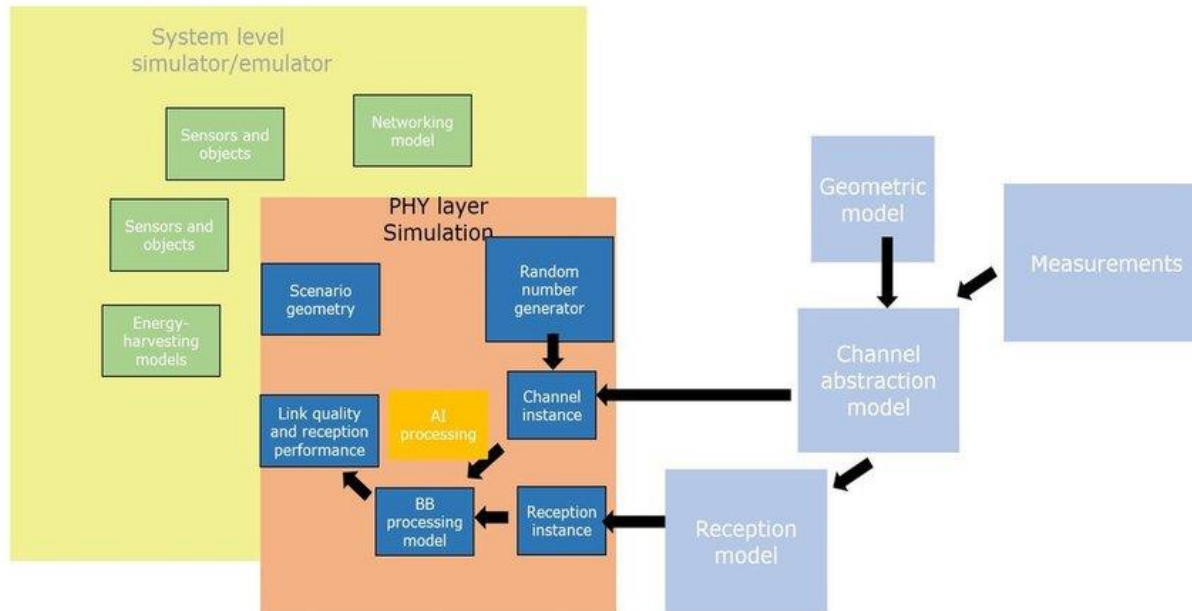 System level
simulator/emulator
Sensors and
objects
Networking
model
Sensors and
objects
Energy-
harvesting
models
PHY layer
Simulation
Scenario
geometry
Random
number
generator
Link quality
and reception
performance
AI
processing
Channel
instance
BB
processing
model
Reception
instance
Geometric
model
Measurements
Channel
abstraction
model
Reception
model